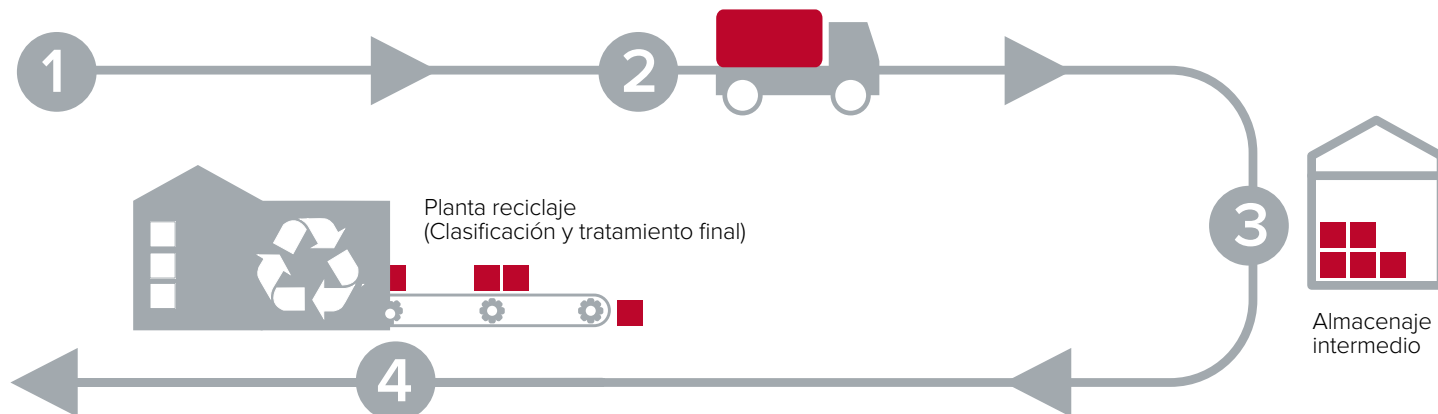 1
2
Planta reciclaje
(Clasificación y tratamiento final)
3
Almacenaje
intermedio
4